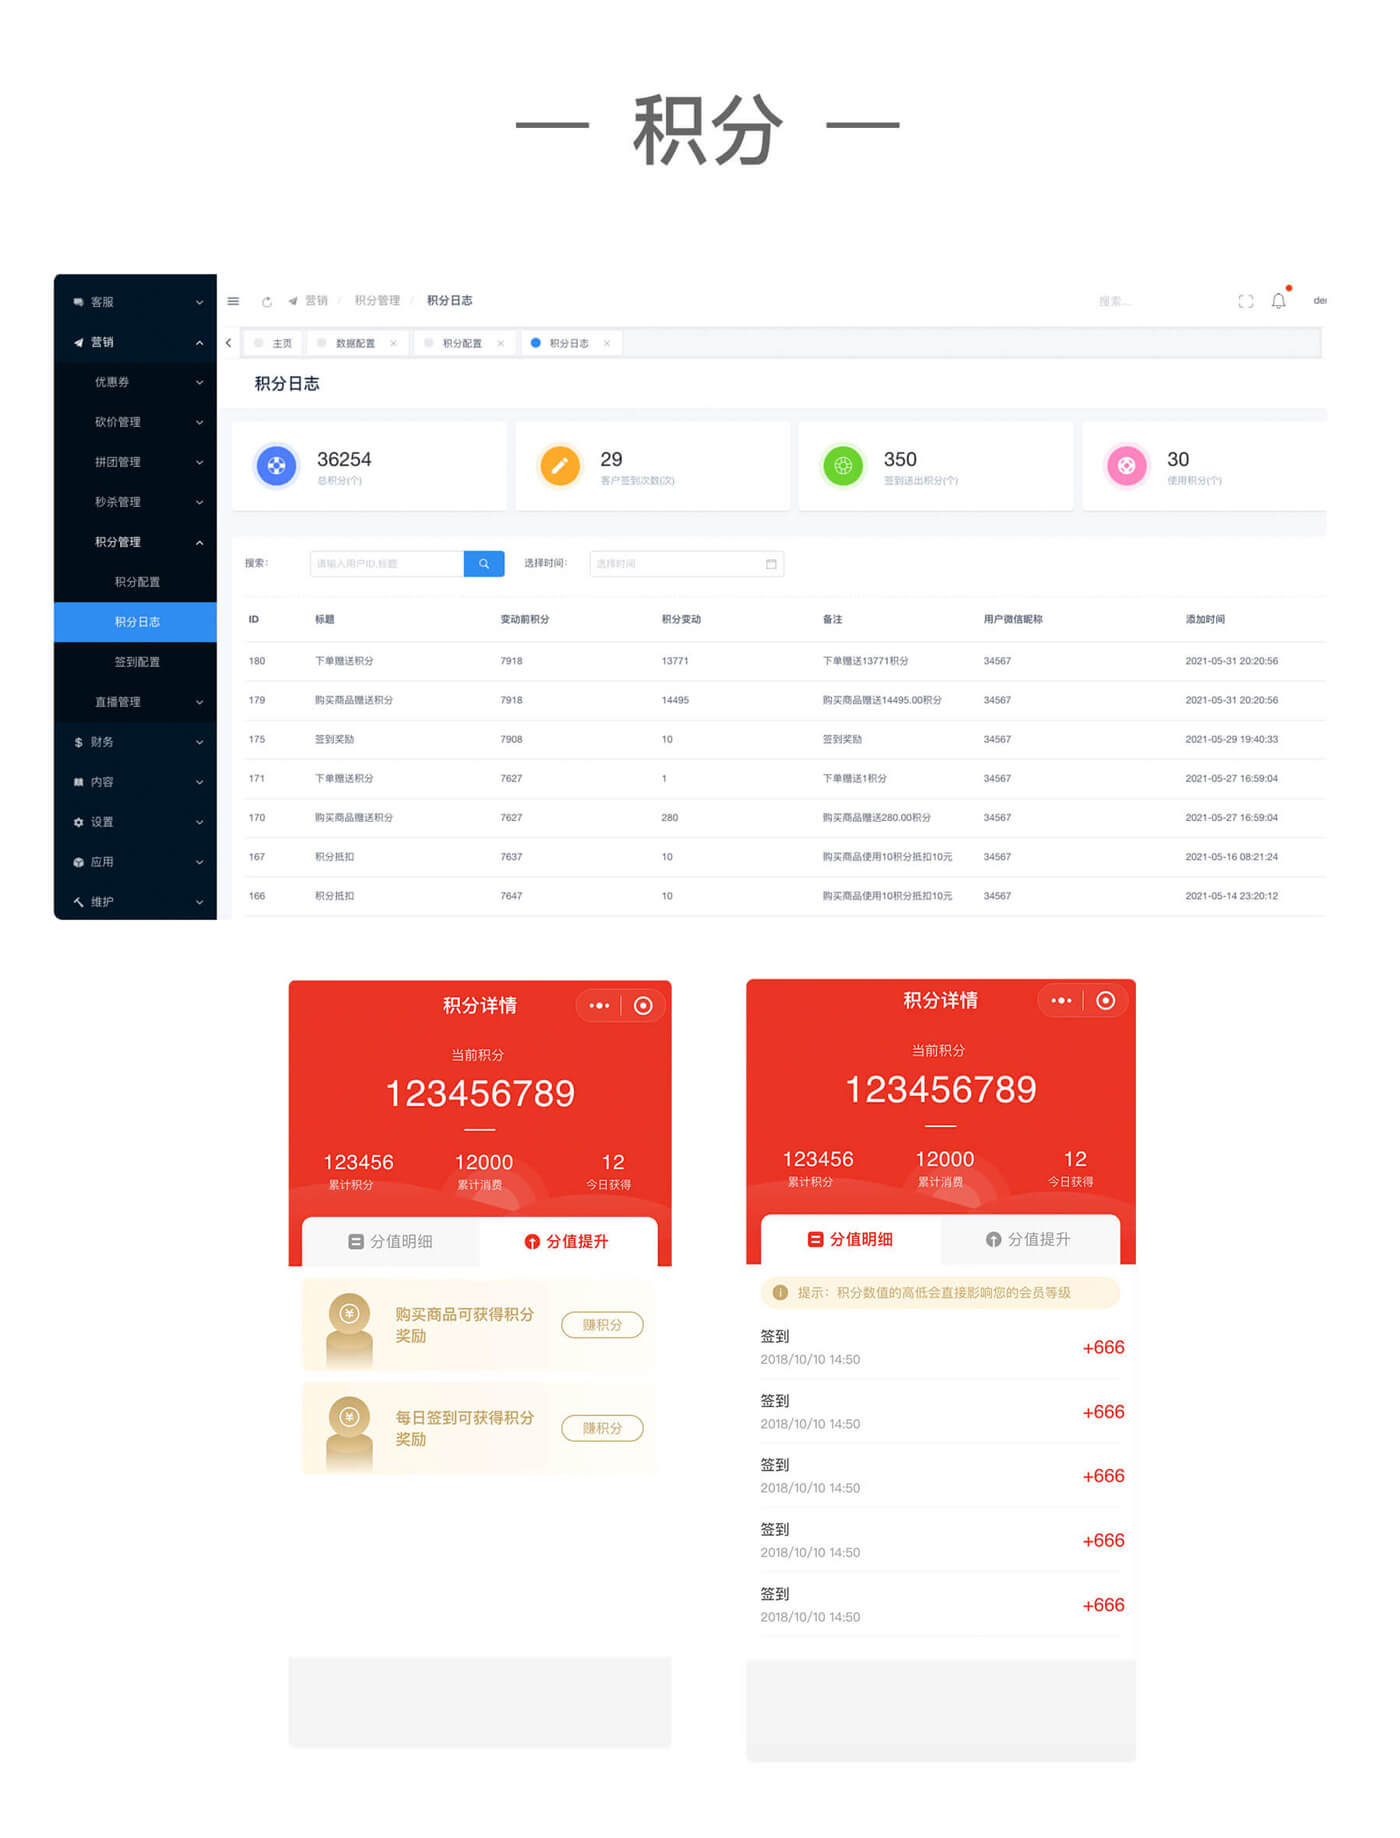 — 积分 —
客服
营销
优惠券
砍价管理
拼团管理
秒杀管理
积分管理
积分配置
积分日志
签到配置
直播管理
财务
内容
设置
应用
维护
营销 / 积分管理 / 积分日志
搜索...
der
主页 数据配置 × 积分配置 × 积分日志 ×
积分日志
36254
总积分(个)
29
客户签到次数(次)
350
签到送出积分(个)
30
使用积分(个)
搜索: 请输入用户ID,标题 选择时间: 选择时间
ID 标题 变动前积分 积分变动 备注 用户微信昵称 添加时间
180 下单赠送积分 7918 13771 下单赠送13771积分 34567 2021-05-31 20:20:56
179 购买商品赠送积分 7918 14495 购买商品赠送14495.00积分 34567 2021-05-31 20:20:56
175 签到奖励 7908 10 签到奖励 34567 2021-05-29 19:40:33
171 下单赠送积分 7627 1 下单赠送1积分 34567 2021-05-27 16:59:04
170 购买商品赠送积分 7627 280 购买商品赠送280.00积分 34567 2021-05-27 16:59:04
167 积分抵扣 7637 10 购买商品使用10积分抵扣10元 34567 2021-05-16 08:21:24
166 积分抵扣 7647 10 购买商品使用10积分抵扣10元 34567 2021-05-14 23:20:12
积分详情
当前积分
123456789
123456 12000 12
累计积分 累计消费 今日获得
分值明细 分值提升
购买商品可获得积分
奖励
赚积分
每日签到可获得积分
奖励
赚积分
积分详情
当前积分
123456789
123456 12000 12
累计积分 累计消费 今日获得
分值明细 分值提升
提示：积分数值的高低会直接影响您的会员等级
签到
2018/10/10 14:50
+666
签到
2018/10/10 14:50
+666
签到
2018/10/10 14:50
+666
签到
2018/10/10 14:50
+666
签到
2018/10/10 14:50
+666